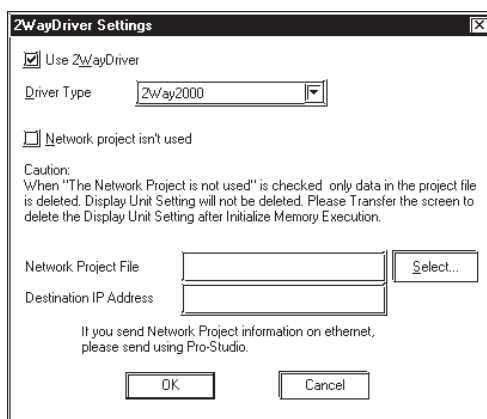 2WayDriver Settings
Use 2WayDriver
Driver Type 2Way2000
Network project isn't used
Caution:
When "The Network Project is not used" is checked only data in the project file
is deleted. Display Unit Setting will not be deleted. Please Transfer the screen to
delete the Display Unit Setting after Initialize Memory Execution.
Network Project File Select...
Destination IP Address
If you send Network Project information on ethernet,
please send using Pro-Studio.
OK Cancel